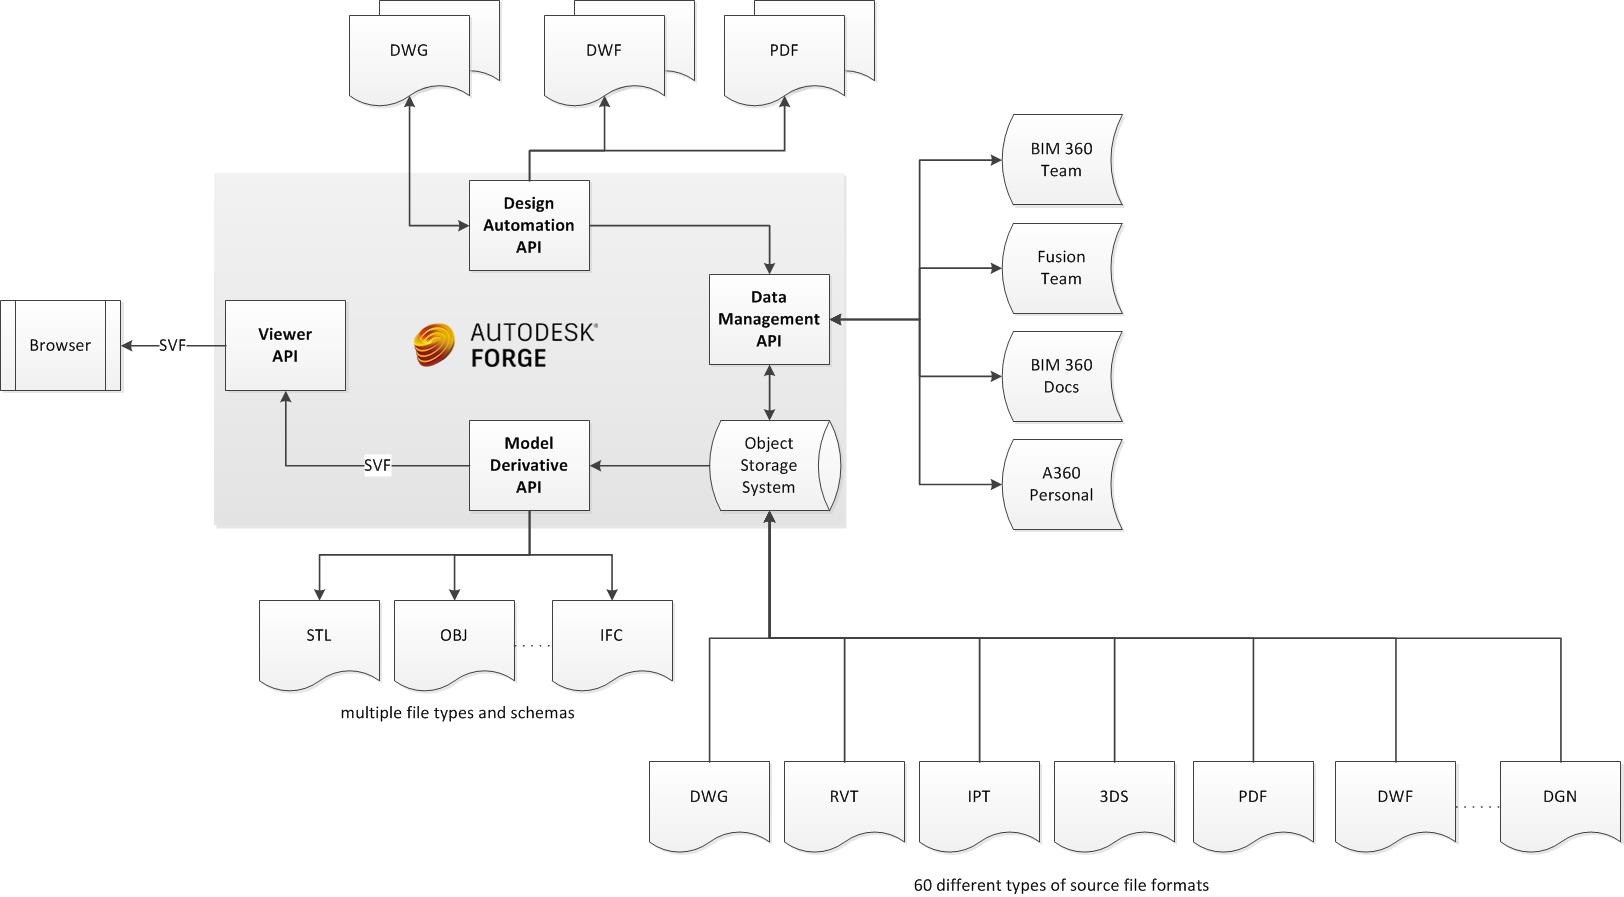 DWG
DWF
PDF
BIM 360
Team
Design
Automation
API
Fusion
Team
Data
Management
API
AUTODESK®
FORGE
Viewer
API
SVF
Browser
BIM 360
Docs
Model
Derivative
API
SVF
Object
Storage
System
A360
Personal
STL
OBJ
IFC
multiple file types and schemas
DWG
RVT
IPT
3DS
PDF
DWF
DGN
60 different types of source file formats